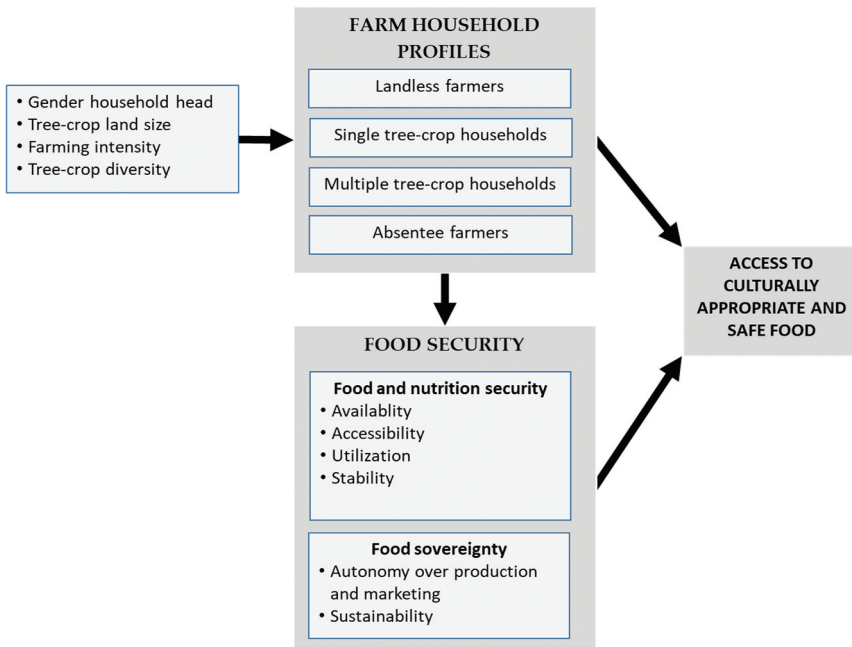 • Gender household head
• Tree-crop land size
• Farming intensity
• Tree-crop diversity
FARM HOUSEHOLD
PROFILES
Landless farmers
Single tree-crop households
Multiple tree-crop households
Absentee farmers
FOOD SECURITY
Food and nutrition security
• Availablity
• Accessibility
• Utilization
• Stability
Food sovereignty
• Autonomy over production
and marketing
• Sustainability
ACCESS TO
CULTURALLY
APPROPRIATE AND
SAFE FOOD